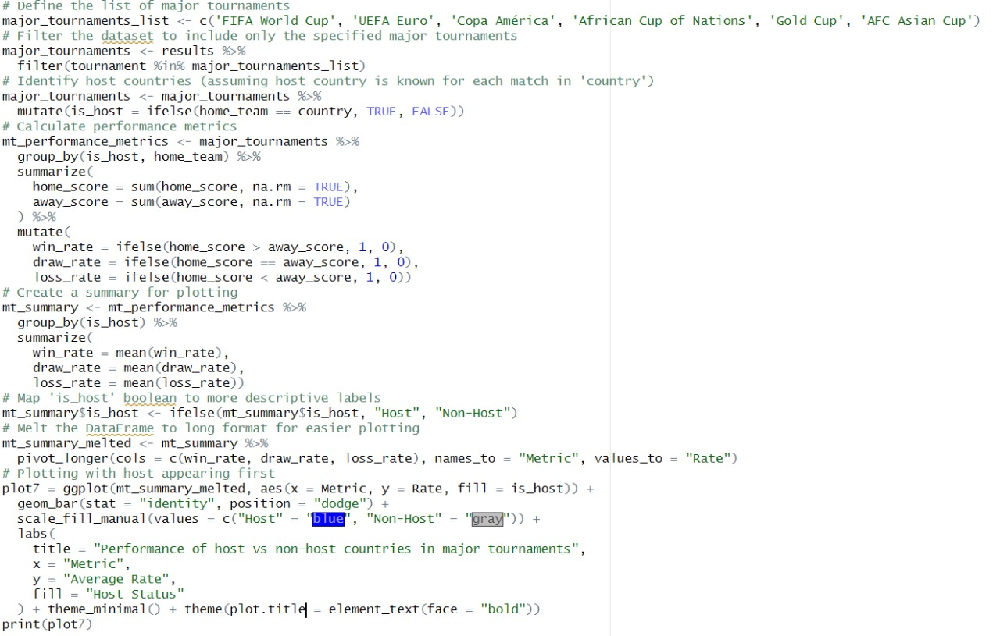 # Define the list of major tournaments
major_tournaments_list <- c('FIFA World Cup', 'UEFA Euro', 'Copa América', 'African Cup of Nations', 'Gold Cup', 'AFC Asian Cup')
# Filter the dataset to include only the specified major tournaments
major_tournaments <- results %>%
  filter(tournament %in% major_tournaments_list)
# Identify host countries (assuming host country is known for each match in 'country')
major_tournaments <- major_tournaments %>%
  mutate(is_host = ifelse(home_team == country, TRUE, FALSE))
# Calculate performance metrics
mt_performance_metrics <- major_tournaments %>%
  group_by(is_host, home_team) %>%
  summarize(
    home_score = sum(home_score, na.rm = TRUE),
    away_score = sum(away_score, na.rm = TRUE)
  ) %>%
  mutate(
    win_rate = ifelse(home_score > away_score, 1, 0),
    draw_rate = ifelse(home_score == away_score, 1, 0),
    loss_rate = ifelse(home_score < away_score, 1, 0))
# Create a summary for plotting
mt_summary <- mt_performance_metrics %>%
  group_by(is_host) %>%
  summarize(
    win_rate = mean(win_rate),
    draw_rate = mean(draw_rate),
    loss_rate = mean(loss_rate))
# Map 'is_host' boolean to more descriptive labels
mt_summary$is_host <- ifelse(mt_summary$is_host, "Host", "Non-Host")
# Melt the DataFrame to long format for easier plotting
mt_summary_melted <- mt_summary %>%
  pivot_longer(cols = c(win_rate, draw_rate, loss_rate), names_to = "Metric", values_to = "Rate")
# Plotting with host appearing first
plot7 = ggplot(mt_summary_melted, aes(x = Metric, y = Rate, fill = is_host)) +
  geom_bar(stat = "identity", position = "dodge") +
  scale_fill_manual(values = c("Host" = "blue", "Non-Host" = "gray")) +
  labs(
    title = "Performance of host vs non-host countries in major tournaments",
    x = "Metric",
    y = "Average Rate",
    fill = "Host Status"
  ) + theme_minimal() + theme(plot.title = element_text(face = "bold"))
print(plot7)